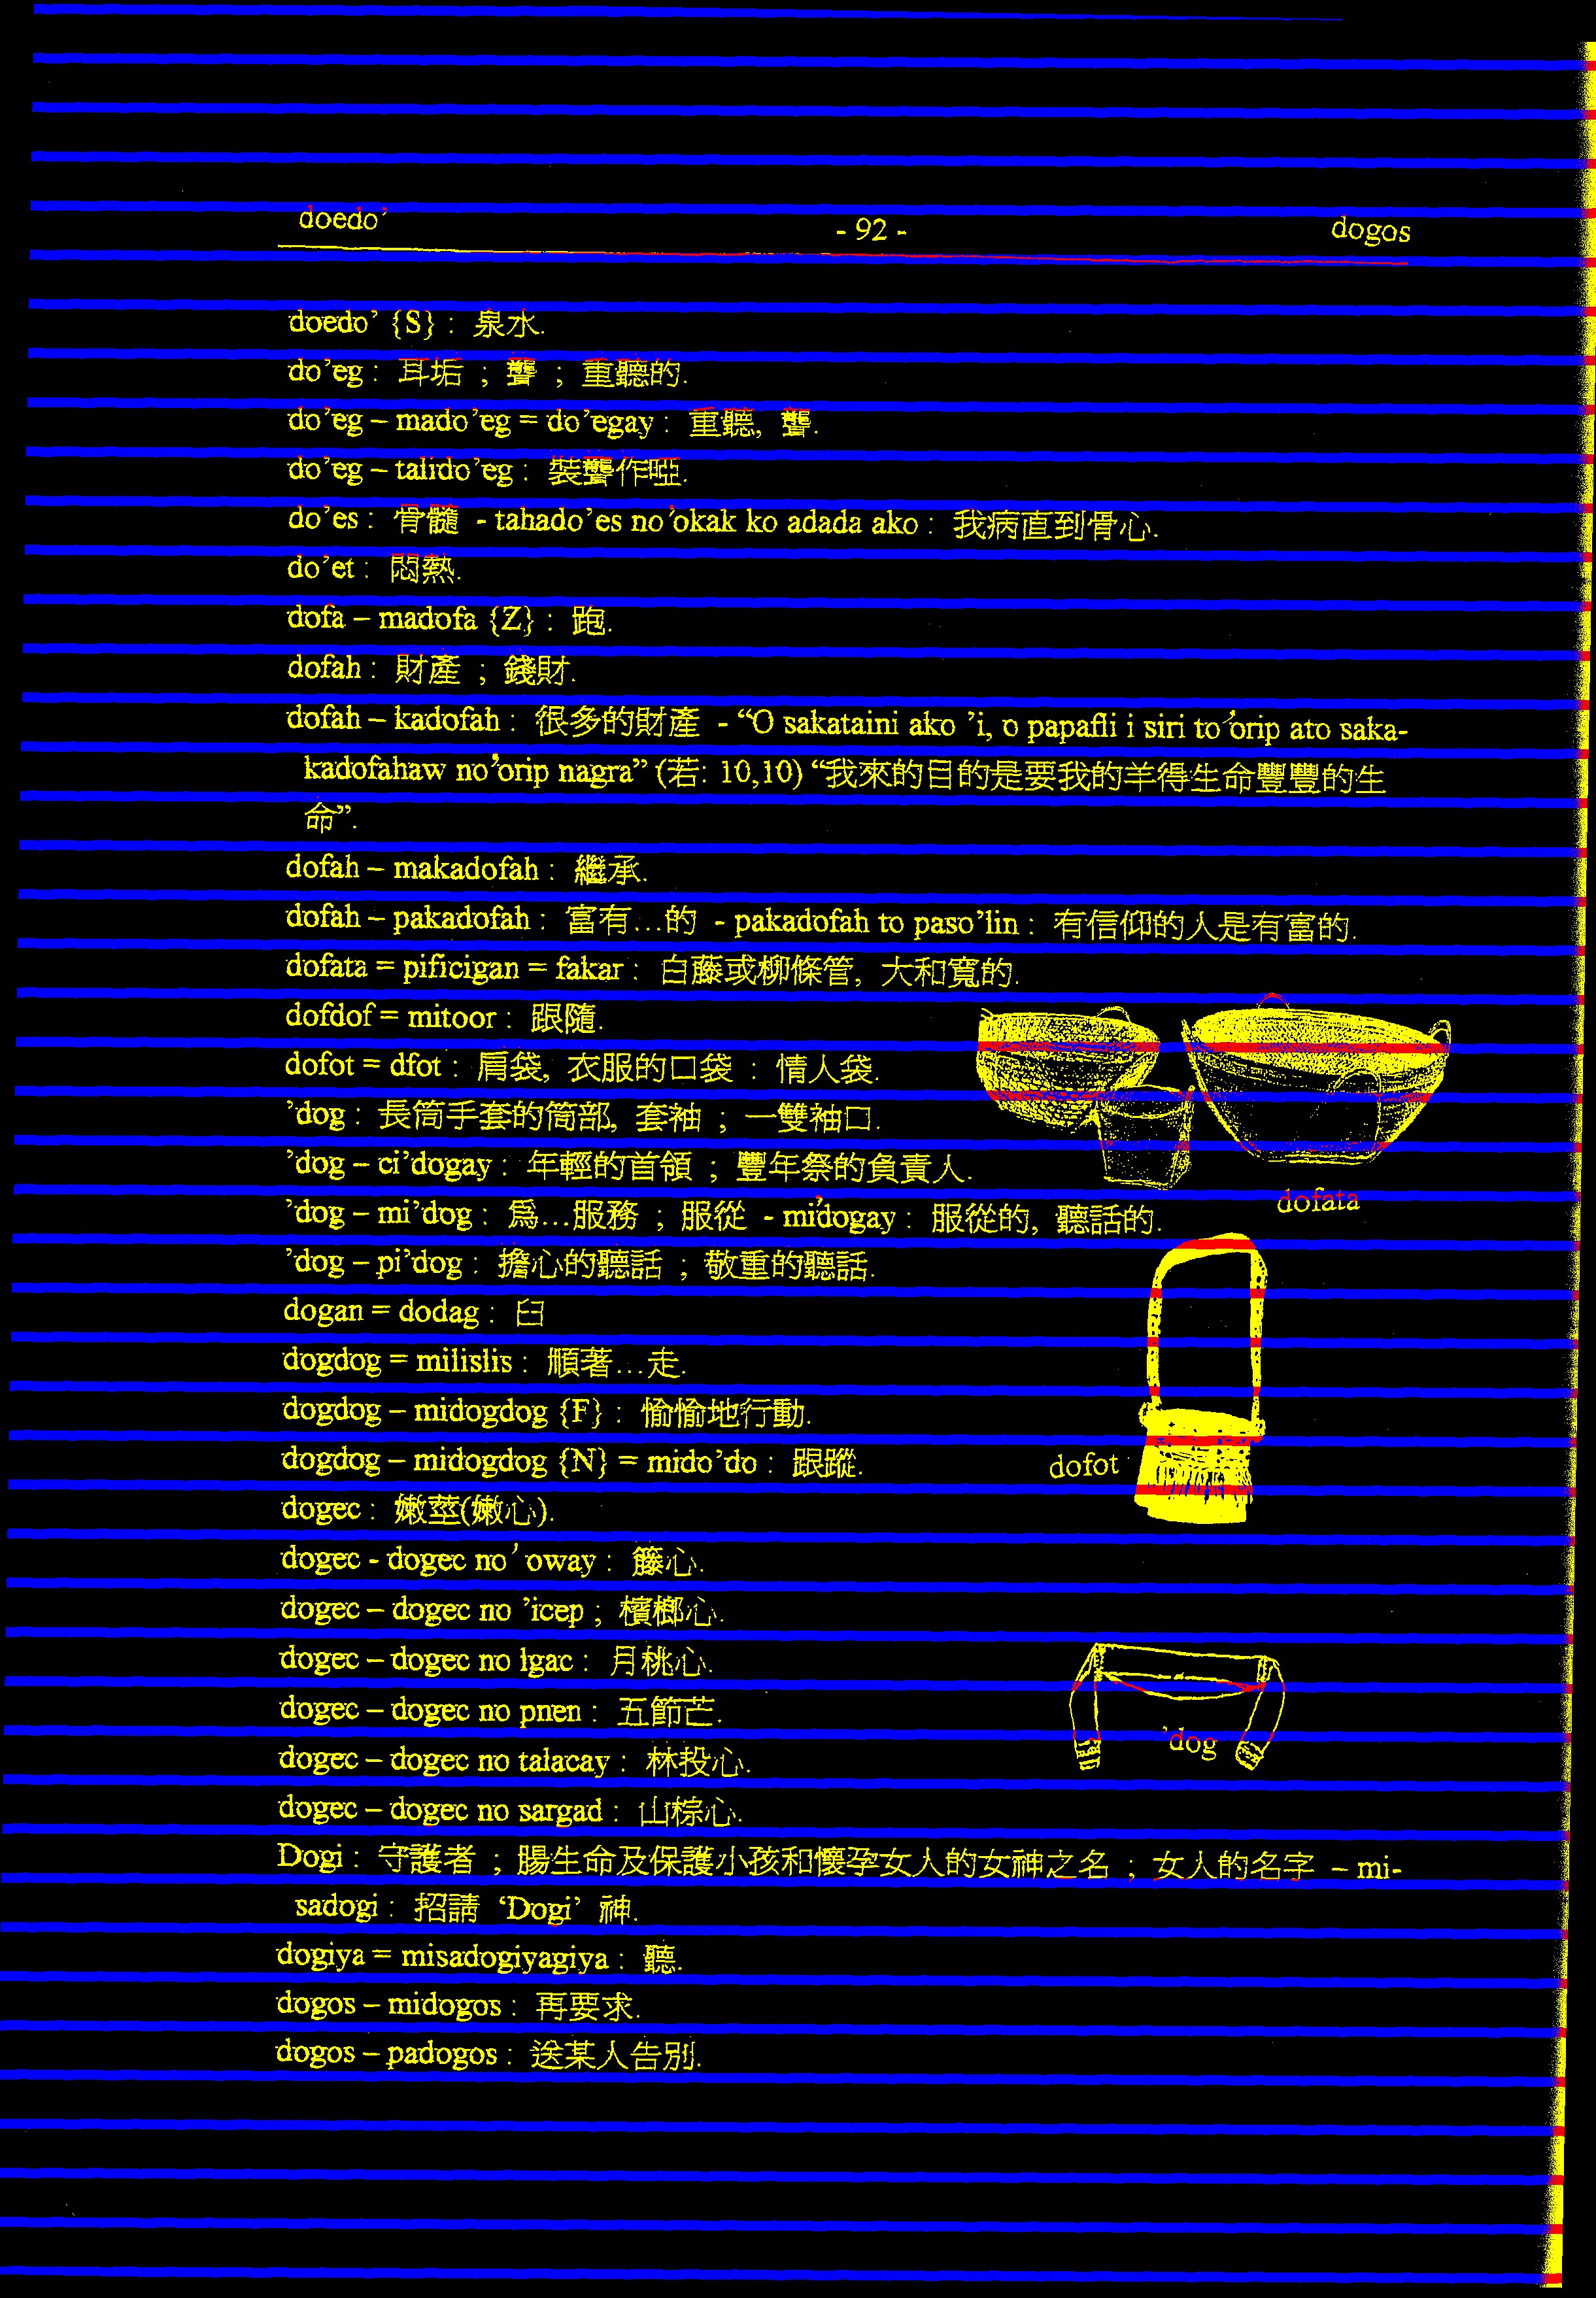 doedo’ - 92 - dogos
doedo’ {S} : 泉水.
do’eg : 耳垢 ; 聾 ; 重聽的.
do’eg – mado’eg = do’egay : 重聽, 聾.
do’eg – talido’eg : 裝聾作啞.
do’es : 骨髓 - tahado’es no ’okak ko adada ako : 我病直到骨心.
do’et : 悶熱.
dofa – madofa {Z} : 跑.
dofah : 財產 ; 錢財.
dofah – kadofah : 很多的財產 - “O sakataini ako ’i, o papafli i siri to ’orip ato saka-
kadofahaw no ’orip nagra” (若: 10,10) “我來的目的是要我的羊得生命豐豐的生
命”.
dofah – makadofah : 繼承.
dofah – pakadofah : 富有…的 - pakadofah to paso’lin : 有信仰的人是有富的.
dofata = pificigan = fakar : 白藤或柳條管, 大和寬的.
dofdof = mitoor : 跟隨.
dofot = dfot : 肩袋, 衣服的口袋 : 情人袋.
’dog : 長筒手套的筒部, 套袖 ; 一雙袖口.
’dog – ci’dogay : 年輕的首領 ; 豐年祭的負責人.
’dog – mi’dog : 爲…服務 ; 服從 - mi’dogay : 服從的, 聽話的.
dofata
’dog – pi’dog : 擔心的聽話 ; 敬重的聽話.
dogan = dodag : 臼
dogdog = milislis : 順著…走.
dogdog – midogdog {F} : 愉愉地行動.
dogdog – midogdog {N} = mido’do : 跟蹤.
dofot
dogec : 嫩莖(嫩心).
dogec - dogec no ’oway : 籐心.
dogec – dogec no ’icep ; 檳榔心.
dogec – dogec no lgac : 月桃心.
dogec – dogec no pnen : 五節芒.
’dog
dogec – dogec no talacay : 林投心.
dogec – dogec no sargad : 山棕心.
Dogi : 守護者 ; 腸生命及保護小孩和懷孕女人的女神之名 ; 女人的名字 – mi-
sadogi : 招請 ‘Dogi’ 神.
dogiya = misadogiyagiya : 聽.
dogos – midogos : 再要求.
dogos – padogos : 送某人告別.